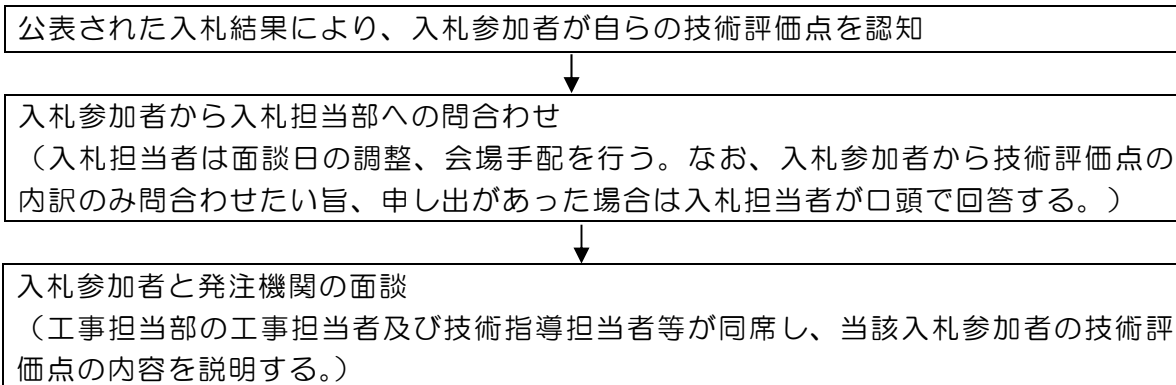 公表された入札結果により、入札参加者が自らの技術評価点を認知
入札参加者から入札担当部への問合わせ
（入札担当者は面談日の調整、会場手配を行う。なお、入札参加者から技術評価点の
内訳のみ問合わせたい旨、申し出があった場合は入札担当者が口頭で回答する。）
入札参加者と発注機関の面談
（工事担当部の工事担当者及び技術指導担当者等が同席し、当該入札参加者の技術評
価点の内容を説明する。）